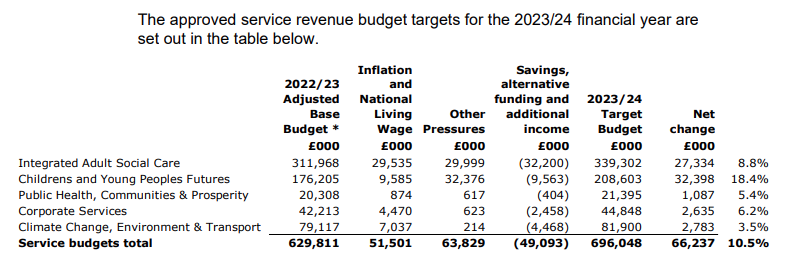 The approved service revenue budget targets for the 2023/24 financial year are
set out in the table below.
Inflation Savings,
2022/23 and alternative
Adjusted National funding and 2023/24
Base Living Other additional Target Net
Budget * Wage Pressures income Budget change
£000 £000 £000 £000 £000 £000
Integrated Adult Social Care 311,968 29,535 29,999 (32,200) 339,302 27,334 8.8%
Childrens and Young Peoples Futures 176,205 9,585 32,376 (9,563) 208,603 32,398 18.4%
Public Health, Communities & Prosperity 20,308 874 617 (404) 21,395 1,087 5.4%
Corporate Services 42,213 4,470 623 (2,458) 44,848 2,635 6.2%
Climate Change, Environment & Transport 79,117 7,037 214 (4,468) 81,900 2,783 3.5%
Service budgets total 629,811 51,501 63,829 (49,093) 696,048 66,237 10.5%